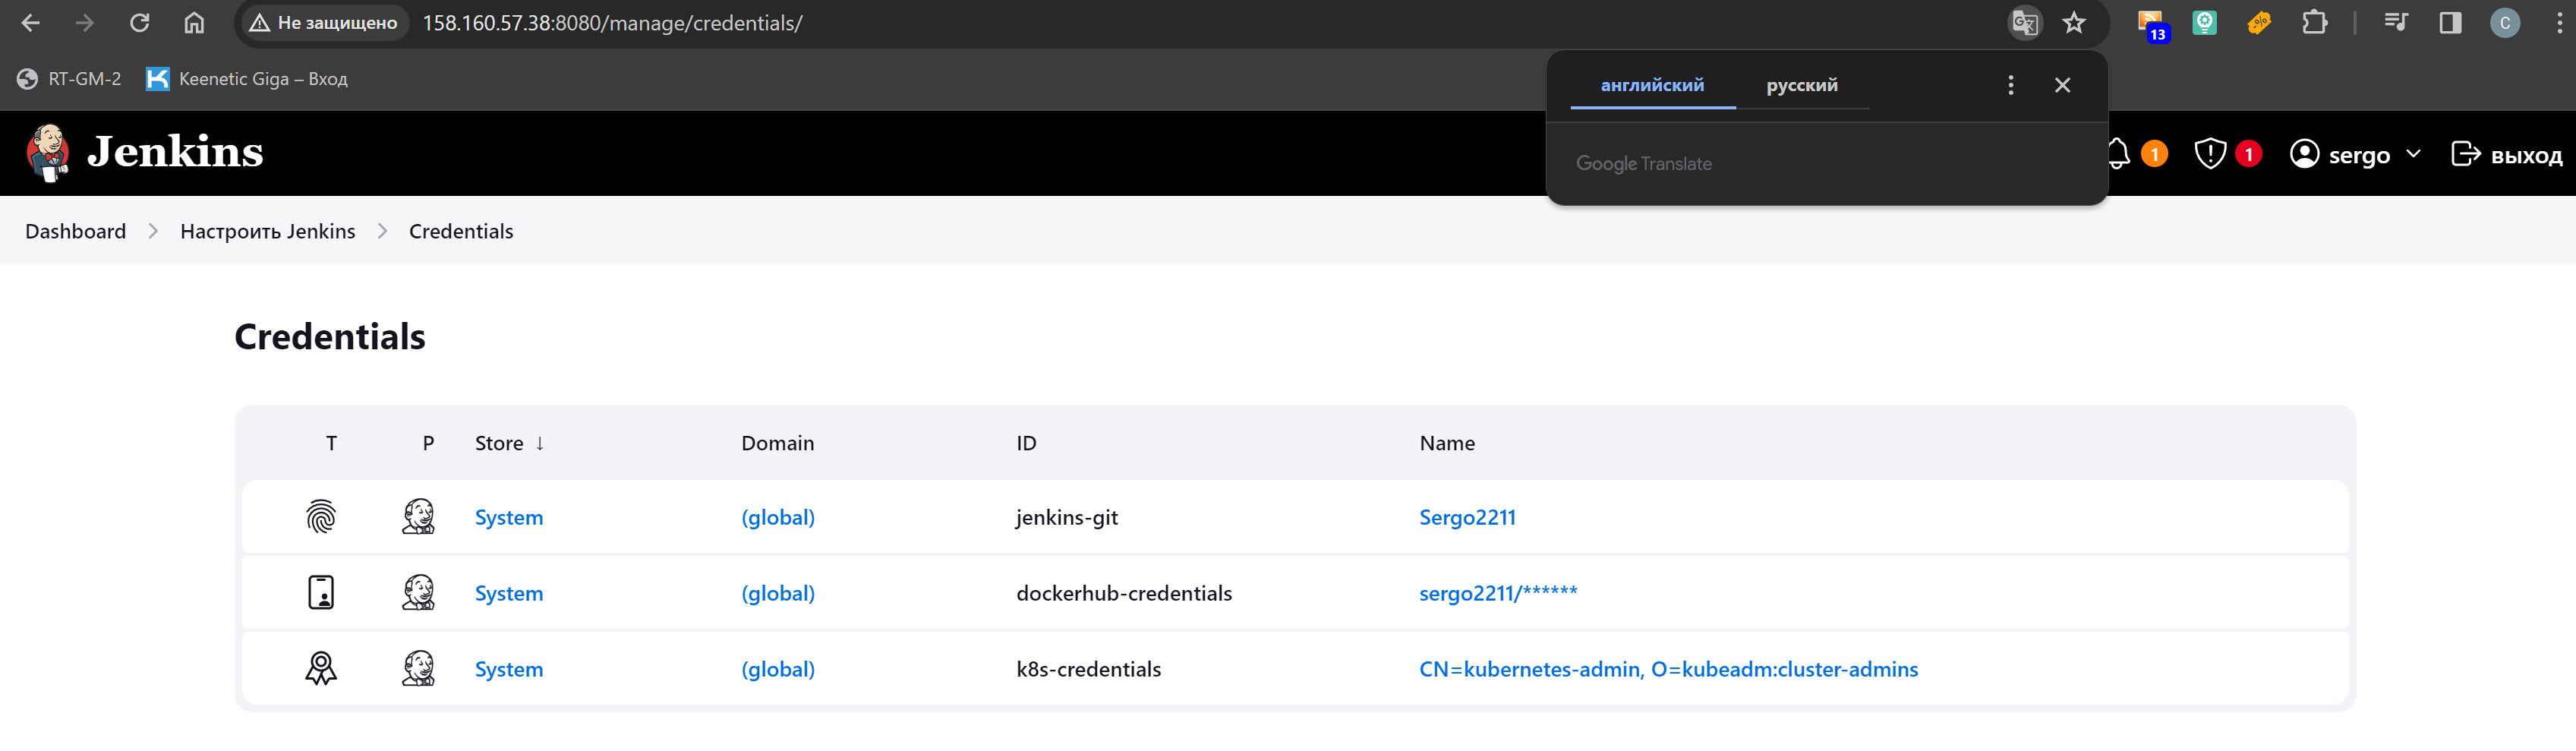 Не защищено 158.160.57.38:8080/manage/credentials/ 13 C
RT-GM-2 Keenetic Giga – Вход
английский русский
Google Translate
Jenkins 1 1 sergo выход
Dashboard Настроить Jenkins Credentials
Credentials
T P Store ↓ Domain ID Name
System (global) jenkins-git Sergo2211
System (global) dockerhub-credentials sergo2211/******
System (global) k8s-credentials CN=kubernetes-admin, O=kubeadm:cluster-admins